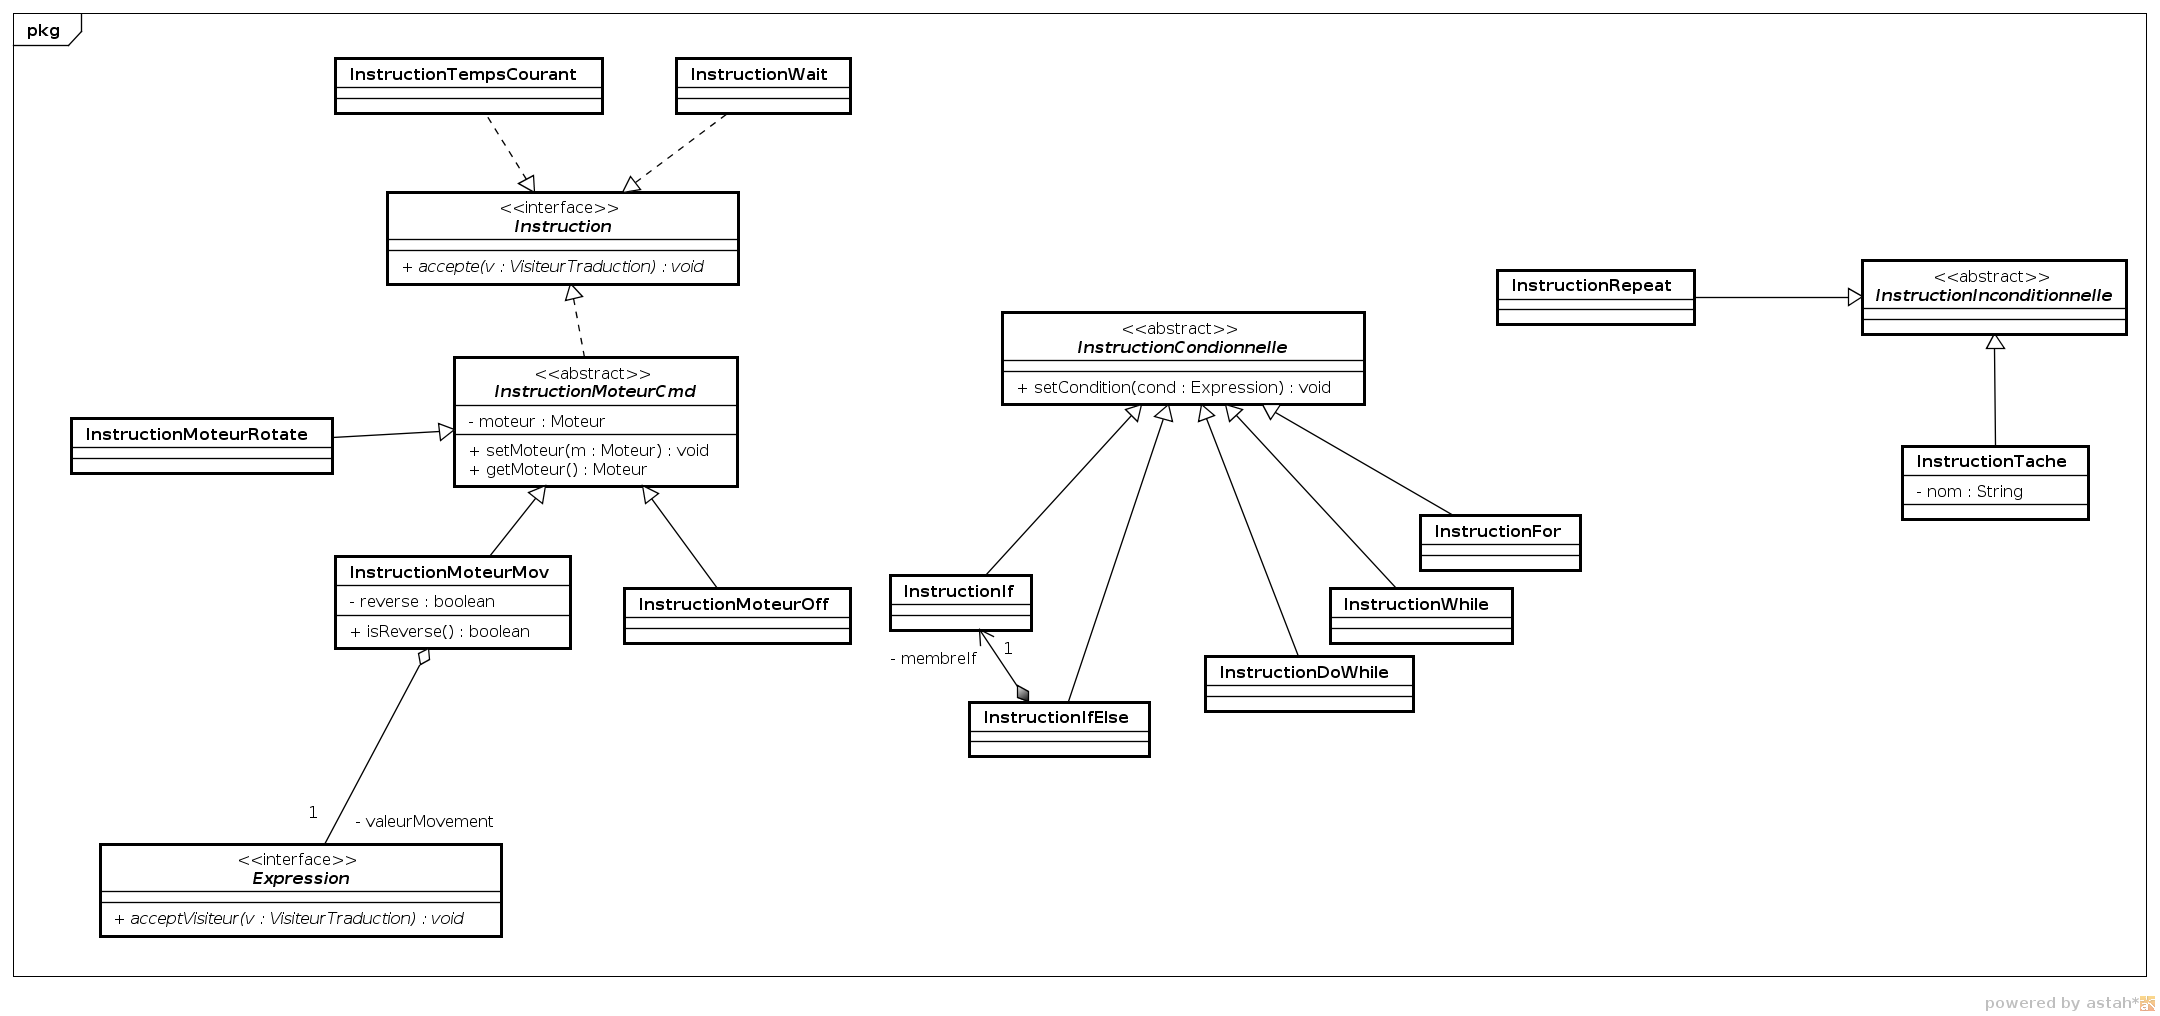 pkg
InstructionTempsCourant
InstructionWait
<<interface>>
Instruction
+ accepte(v : VisiteurTraduction) : void
<<abstract>>
InstructionMoteurCmd
- moteur : Moteur
+ setMoteur(m : Moteur) : void
+ getMoteur() : Moteur
InstructionMoteurRotate
InstructionMoteurMov
- reverse : boolean
+ isReverse() : boolean
InstructionMoteurOff
1
- valeurMovement
<<interface>>
Expression
+ acceptVisiteur(v : VisiteurTraduction) : void
<<abstract>>
InstructionCondionnelle
+ setCondition(cond : Expression) : void
InstructionIf
- membreIf
1
InstructionIfElse
InstructionDoWhile
InstructionWhile
InstructionFor
InstructionRepeat
<<abstract>>
InstructionInconditionnelle
InstructionTache
- nom : String
powered by astah*